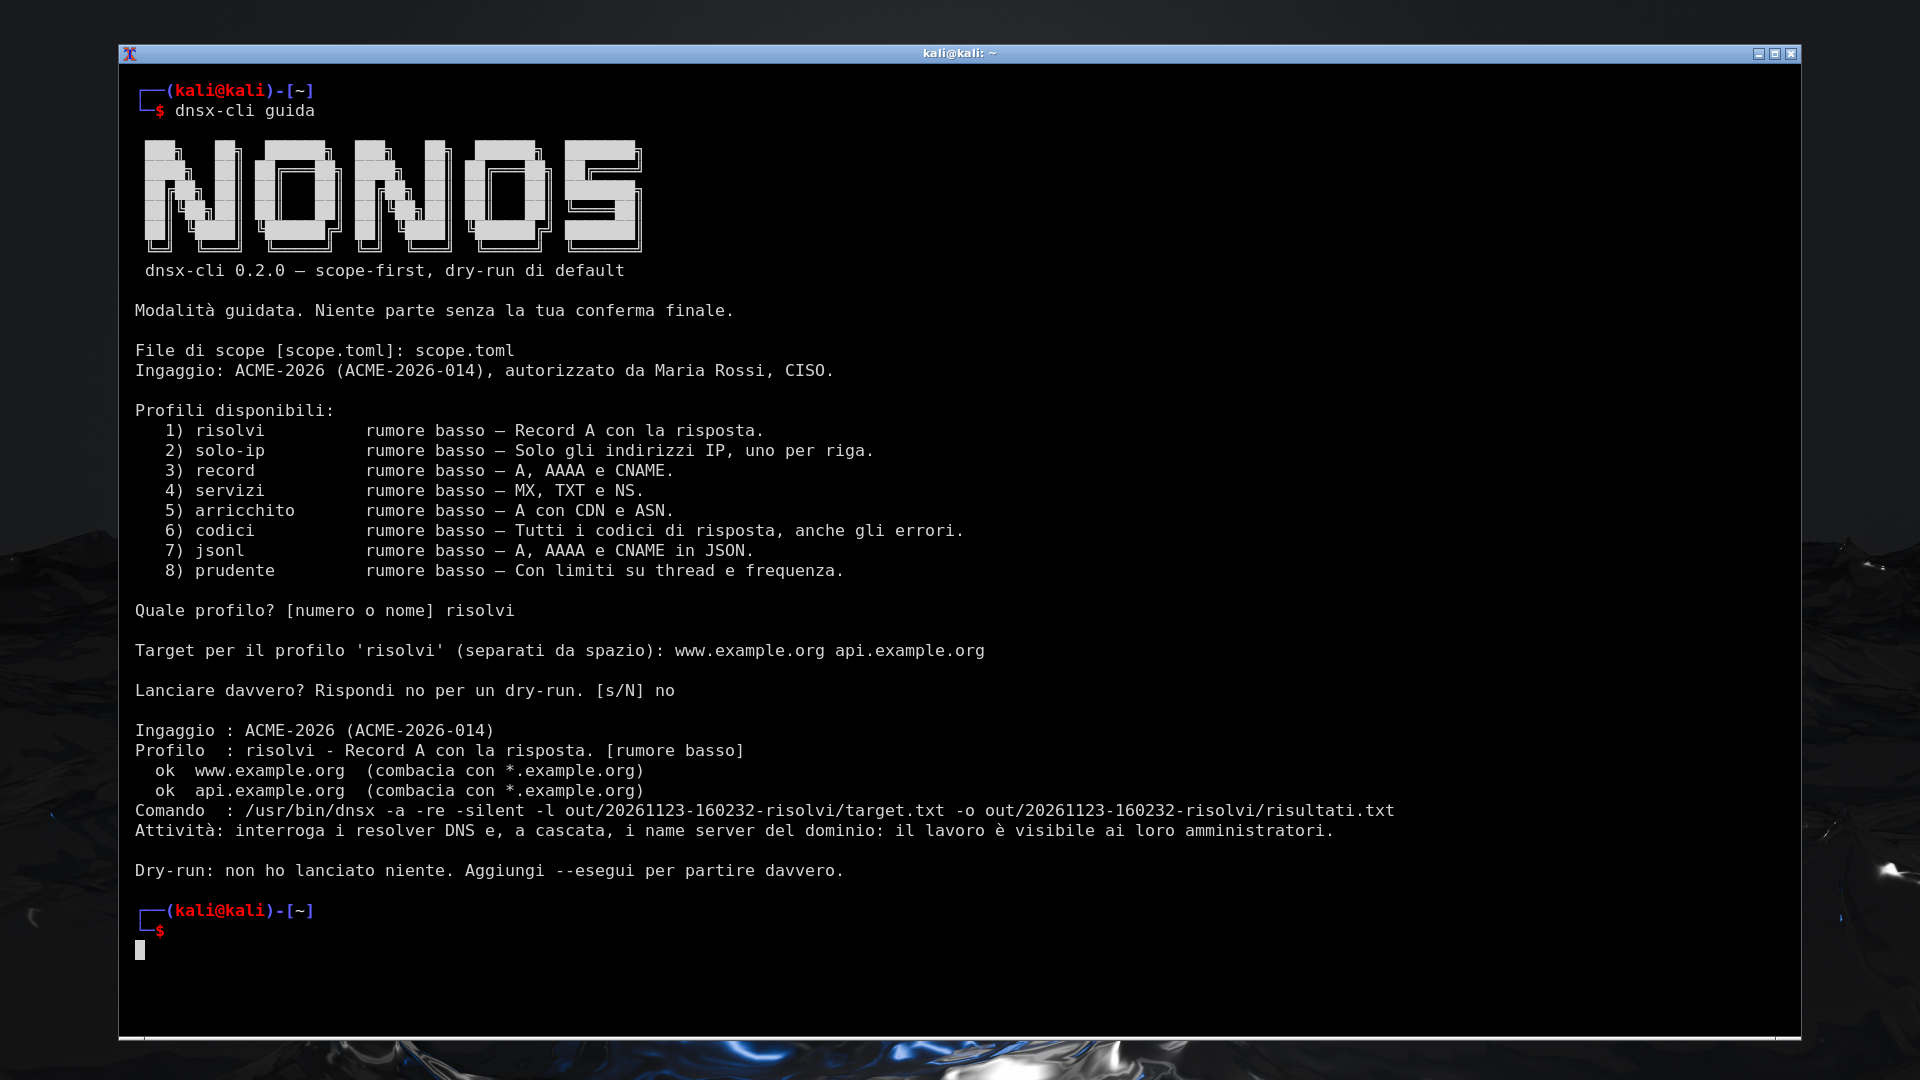 kali@kali: ~
┌──(kali@kali)-[~]
└─$ dnsx-cli guida
NONOS
dnsx-cli 0.2.0 — scope-first, dry-run di default
Modalità guidata. Niente parte senza la tua conferma finale.
File di scope [scope.toml]: scope.toml
Ingaggio: ACME-2026 (ACME-2026-014), autorizzato da Maria Rossi, CISO.
Profili disponibili:
1) risolvi rumore basso — Record A con la risposta.
2) solo-ip rumore basso — Solo gli indirizzi IP, uno per riga.
3) record rumore basso — A, AAAA e CNAME.
4) servizi rumore basso — MX, TXT e NS.
5) arricchito rumore basso — A con CDN e ASN.
6) codici rumore basso — Tutti i codici di risposta, anche gli errori.
7) jsonl rumore basso — A, AAAA e CNAME in JSON.
8) prudente rumore basso — Con limiti su thread e frequenza.
Quale profilo? [numero o nome] risolvi
Target per il profilo 'risolvi' (separati da spazio): www.example.org api.example.org
Lanciare davvero? Rispondi no per un dry-run. [s/N] no
Ingaggio : ACME-2026 (ACME-2026-014)
Profilo : risolvi - Record A con la risposta. [rumore basso]
ok www.example.org (combacia con *.example.org)
ok api.example.org (combacia con *.example.org)
Comando : /usr/bin/dnsx -a -re -silent -l out/20261123-160232-risolvi/target.txt -o out/20261123-160232-risolvi/risultati.txt
Attività: interroga i resolver DNS e, a cascata, i name server del dominio: il lavoro è visibile ai loro amministratori.
Dry-run: non ho lanciato niente. Aggiungi --esegui per partire davvero.
┌──(kali@kali)-[~]
└─$